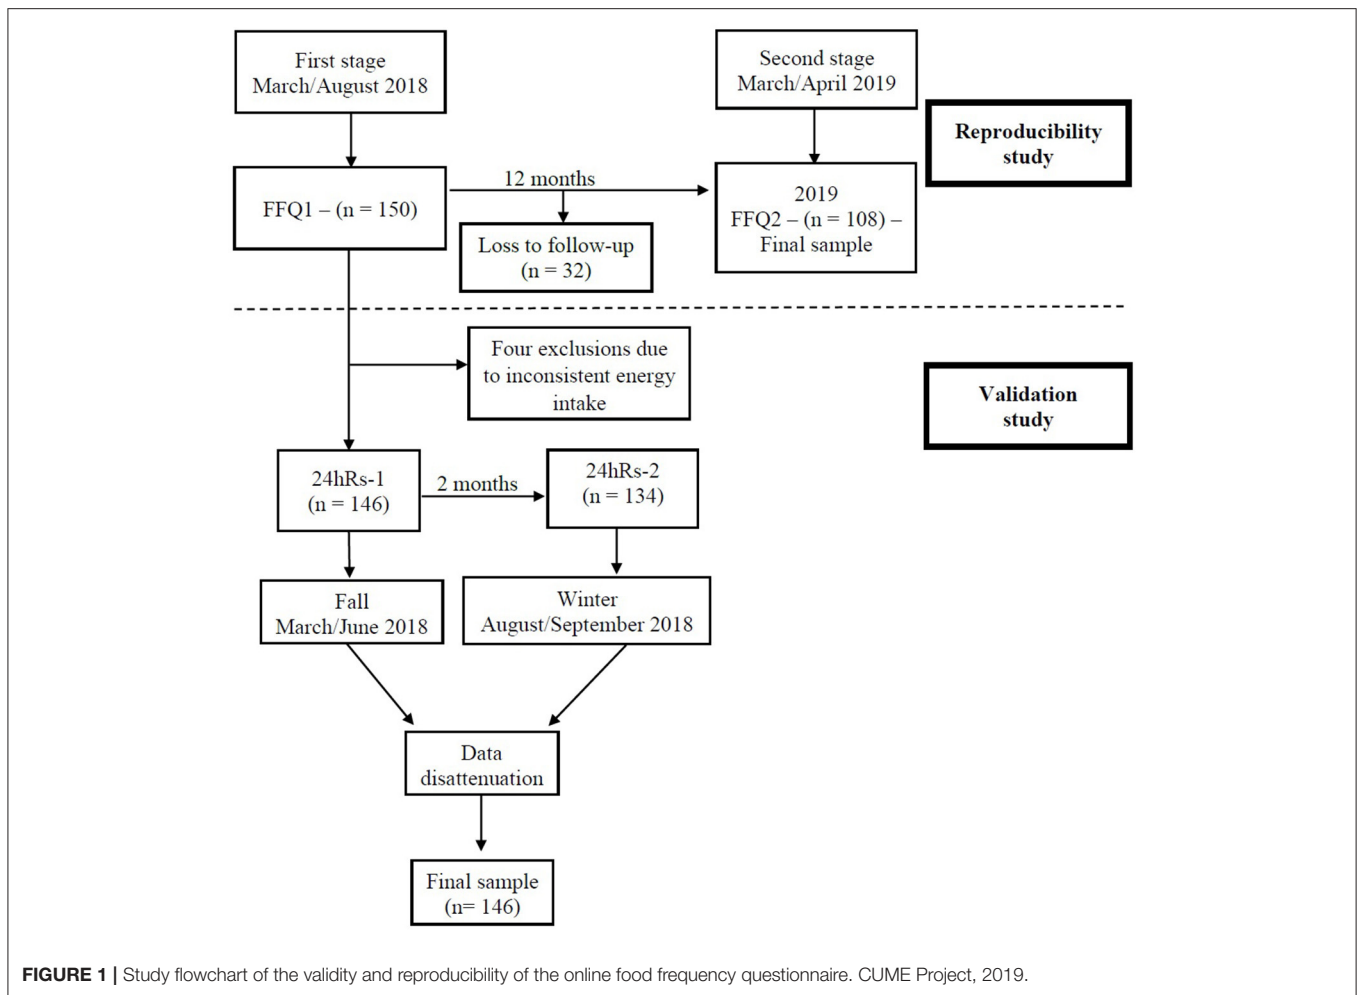 First stage
March/August 2018
Second stage
March/April 2019
Reproducibility
study
FFQ1 – (n = 150)
12 months
2019
FFQ2 – (n = 108) –
Final sample
Loss to follow-up
(n = 32)
Four exclusions due
to inconsistent energy
intake
Validation
study
24hRs-1
(n = 146)
2 months
24hRs-2
(n = 134)
Fall
March/June 2018
Winter
August/September 2018
Data
disattenuation
Final sample
(n= 146)
FIGURE 1 | Study flowchart of the validity and reproducibility of the online food frequency questionnaire. CUME Project, 2019.